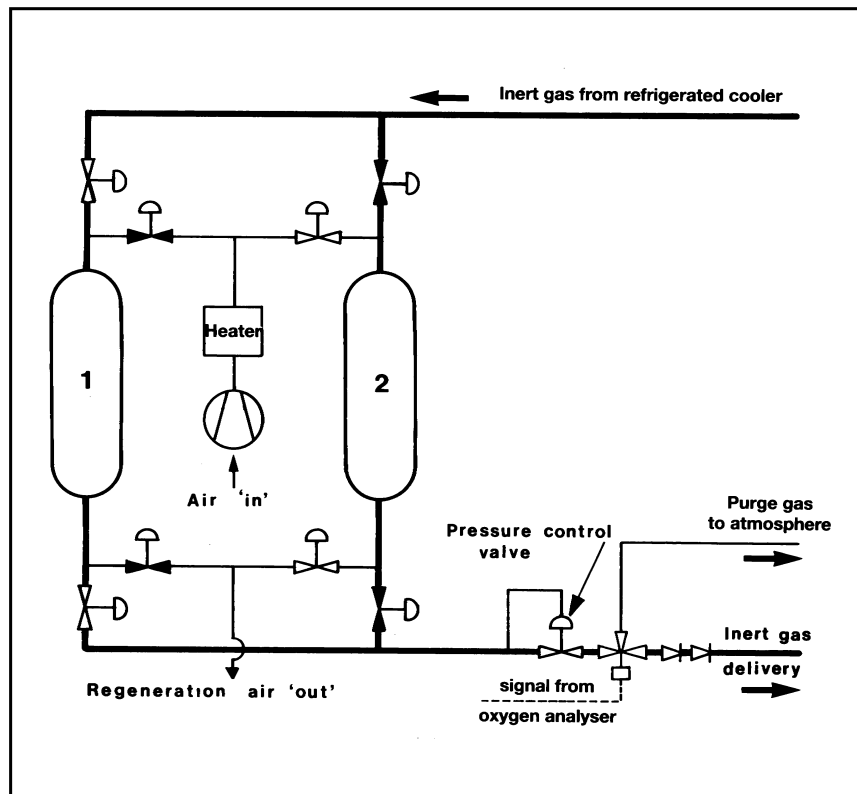 Inert gas from refrigerated cooler
Heater
1
2
Air ‘in’
Purge gas
to atmosphere
Pressure control
valve
Inert gas
delivery
Regeneration air ‘out’
signal from
oxygen analyser